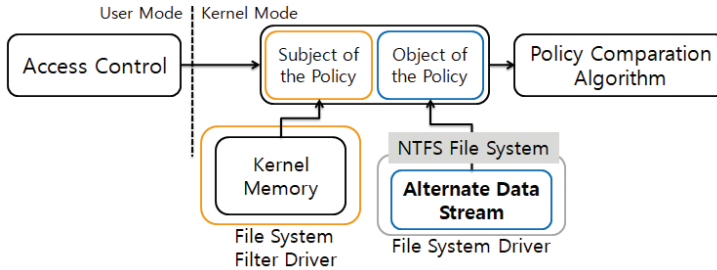 User Mode
Kernel Mode
Access Control
Subject of
the Policy
Object of
the Policy
Policy Comparation
Algorithm
NTFS File System
Kernel
Memory
Alternate Data
Stream
File System
Filter Driver
File System Driver